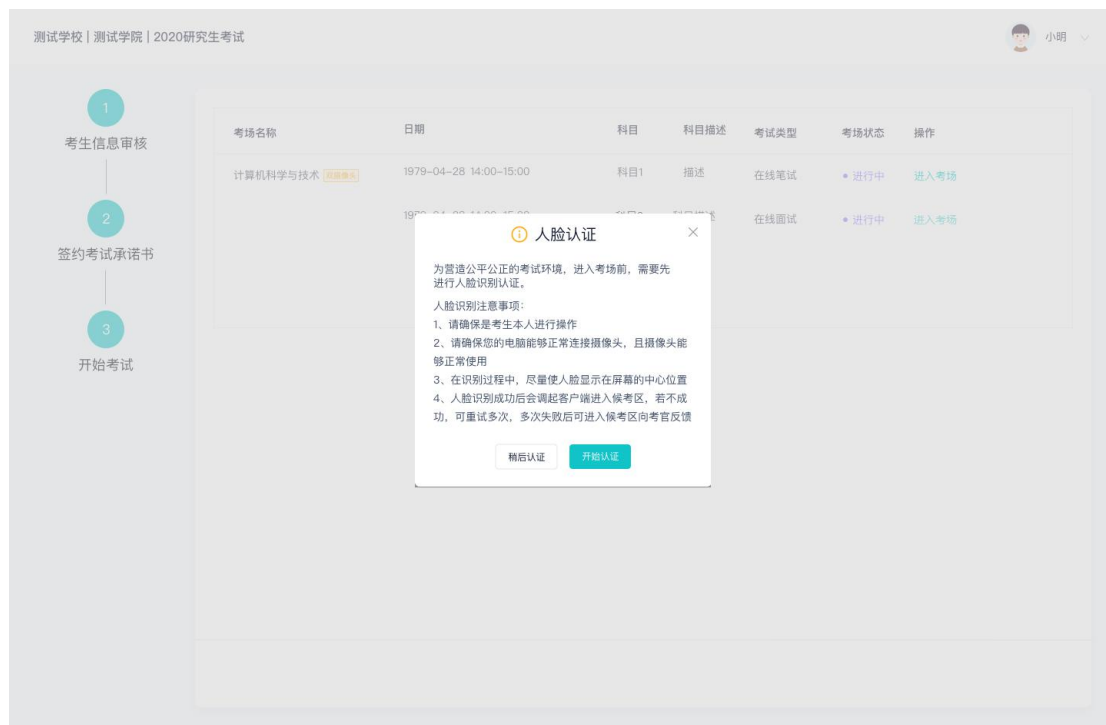 测试学校 | 测试学院 | 2020研究生考试
小明
1
考生信息审核
2
签约考试承诺书
3
开始考试
考场名称 日期 科目 科目描述 考试类型 考场状态 操作
计算机科学与技术 1979-04-28 14:00-15:00 科目1 描述 在线笔试 进行中 进入考场
在线面试 进行中 进入考场
人脸认证
为营造公平公正的考试环境，进入考场前，需要先
进行人脸识别认证。
人脸识别注意事项：
1、请确保是考生本人进行操作
2、请确保您的电脑能够正常连接摄像头，且摄像头能
够正常使用
3、在识别过程中，尽量使人脸显示在屏幕的中心位置
4、人脸识别成功后会调起客户端进入候考区，若不成
功，可重试多次，多次失败后可进入候考区向考官反馈
稍后认证 开始认证